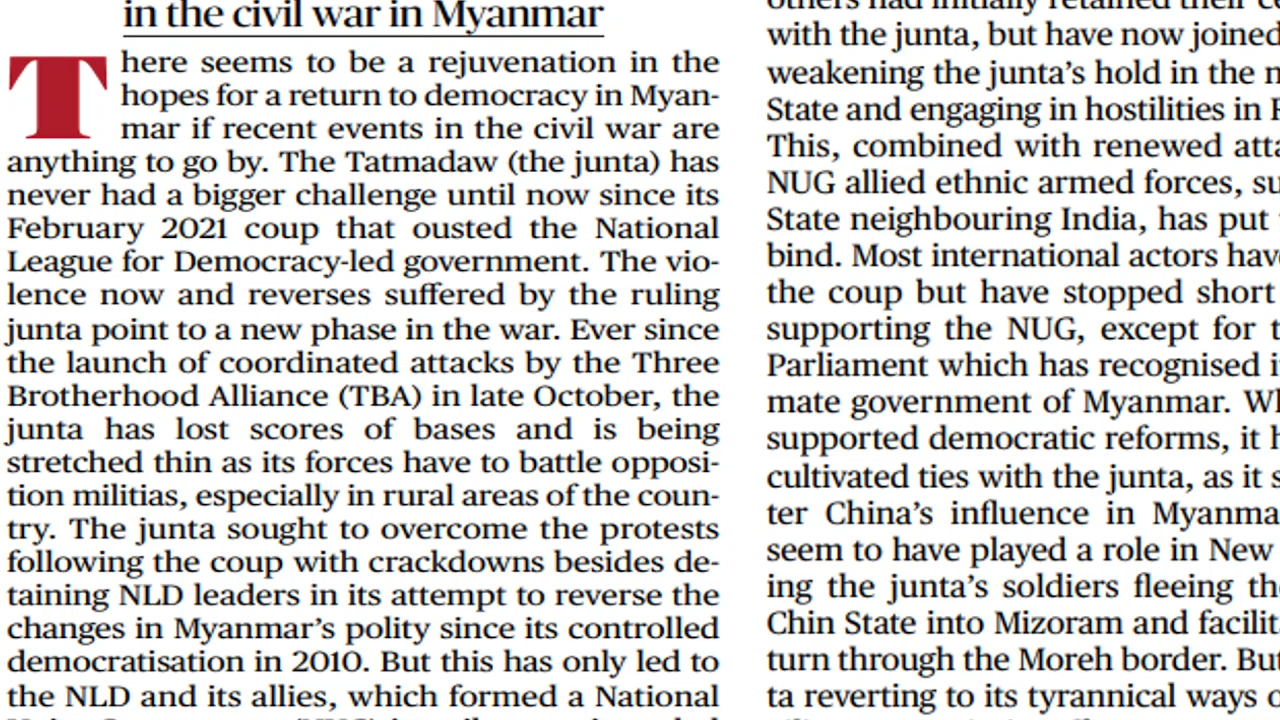 in the civil war in Myanmar
There seems to be a rejuvenation in the
hopes for a return to democracy in Myan-
mar if recent events in the civil war are
anything to go by. The Tatmadaw (the junta) has
never had a bigger challenge until now since its
February 2021 coup that ousted the National
League for Democracy-led government. The vio-
lence now and reverses suffered by the ruling
junta point to a new phase in the war. Ever since
the launch of coordinated attacks by the Three
Brotherhood Alliance (TBA) in late October, the
junta has lost scores of bases and is being
stretched thin as its forces have to battle opposi-
tion militias, especially in rural areas of the coun-
try. The junta sought to overcome the protests
following the coup with crackdowns besides de-
taining NLD leaders in its attempt to reverse the
changes in Myanmar's polity since its controlled
democratisation in 2010. But this has only led to
the NLD and its allies, which formed a National
others had initially retained their
with the junta, but have now joined
weakening the junta's hold in the
State and engaging in hostilities in
This, combined with renewed
NUG allied ethnic armed forces,
State neighbouring India, has put
bind. Most international actors
the coup but have stopped short
supporting the NUG, except for
Parliament which has recognised
mate government of Myanmar.
supported democratic reforms, it
cultivated ties with the junta, as it
ter China's influence in
seem to have played a role in New
ing the junta's soldiers fleeing
Chin State into Mizoram and
turn through the Moreh border.
ta reverting to its tyrannical ways